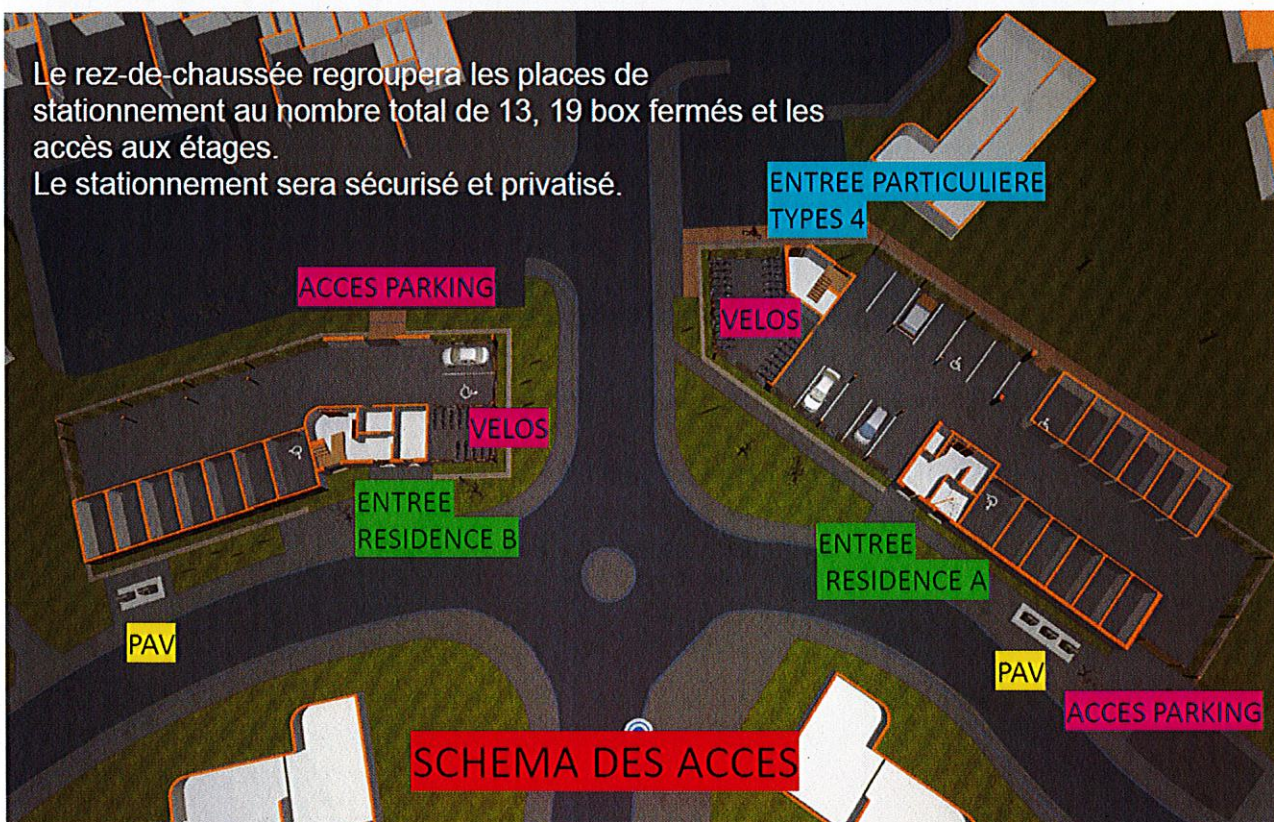 Le rez-de-chaussée regroupera les places de
stationnement au nombre total de 13, 19 box fermés et les
accès aux étages.
Le stationnement sera sécurisé et privatisé.
ENTREE PARTICULIERE
TYPES 4
ACCES PARKING
VELOS
VELOS
ENTREE
RESIDENCE B
ENTREE
RESIDENCE A
PAV
PAV
ACCES PARKING
SCHEMA DES ACCES